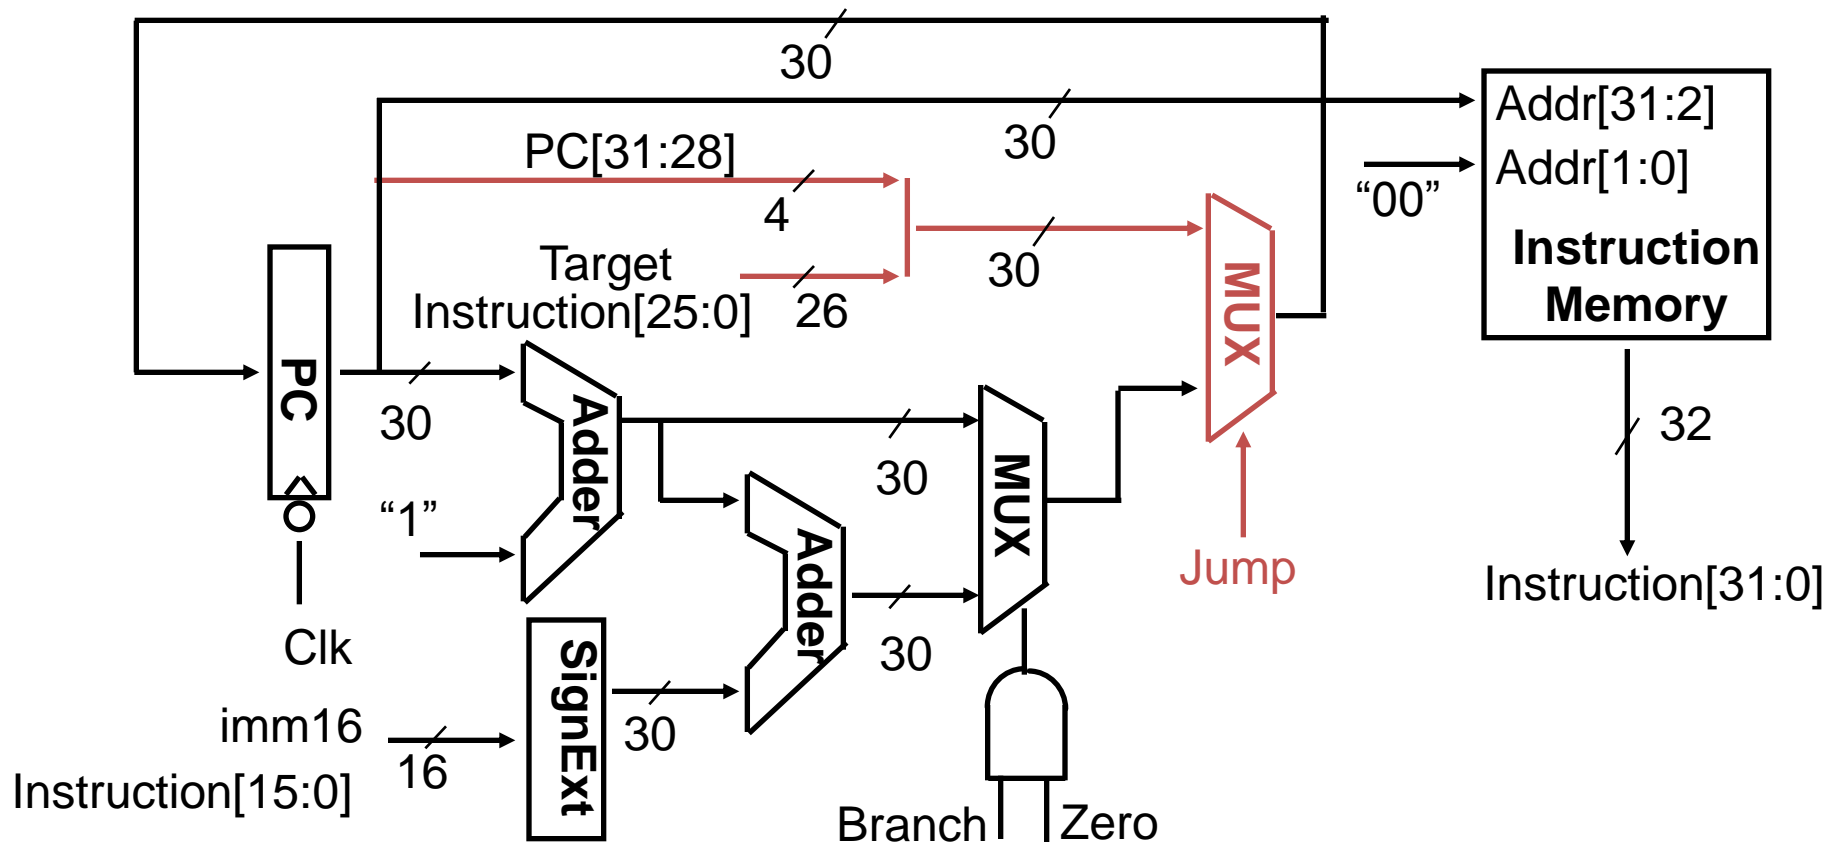 30
30
PC[31:28]
4
Target
Instruction[25:0]
26
30
MUX
Addr[31:2]
Addr[1:0]
“00”
Instruction
Memory
32
Instruction[31:0]
PC
30
Adder
“1”
Clk
30
Adder
MUX
30
Jump
imm16
16
Instruction[15:0]
SignExt
30
Branch
Zero